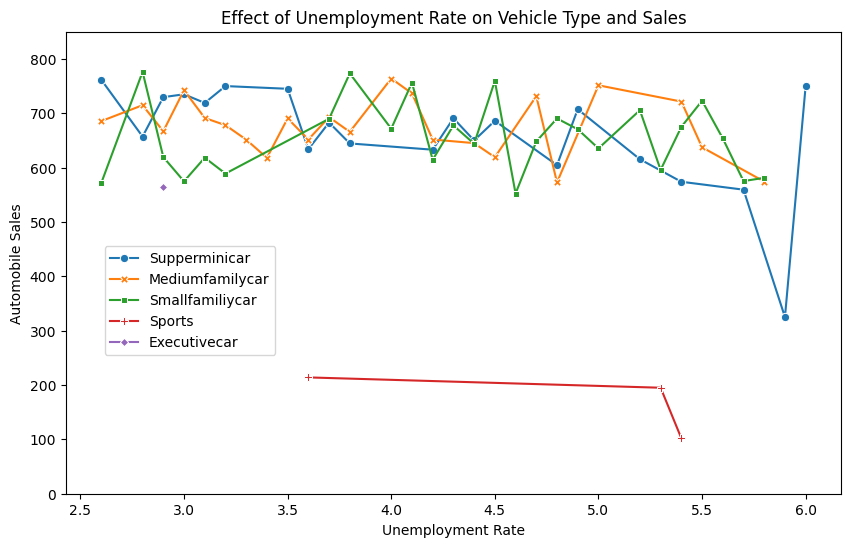 Effect of Unemployment Rate on Vehicle Type and Sales
Automobile Sales
800
700
600
500
400
300
200
100
0
Supperminicar
Mediumfamilycar
Smallfamiliycar
Sports
Executivecar
2.5 3.0 3.5 4.0 4.5 5.0 5.5 6.0
Unemployment Rate